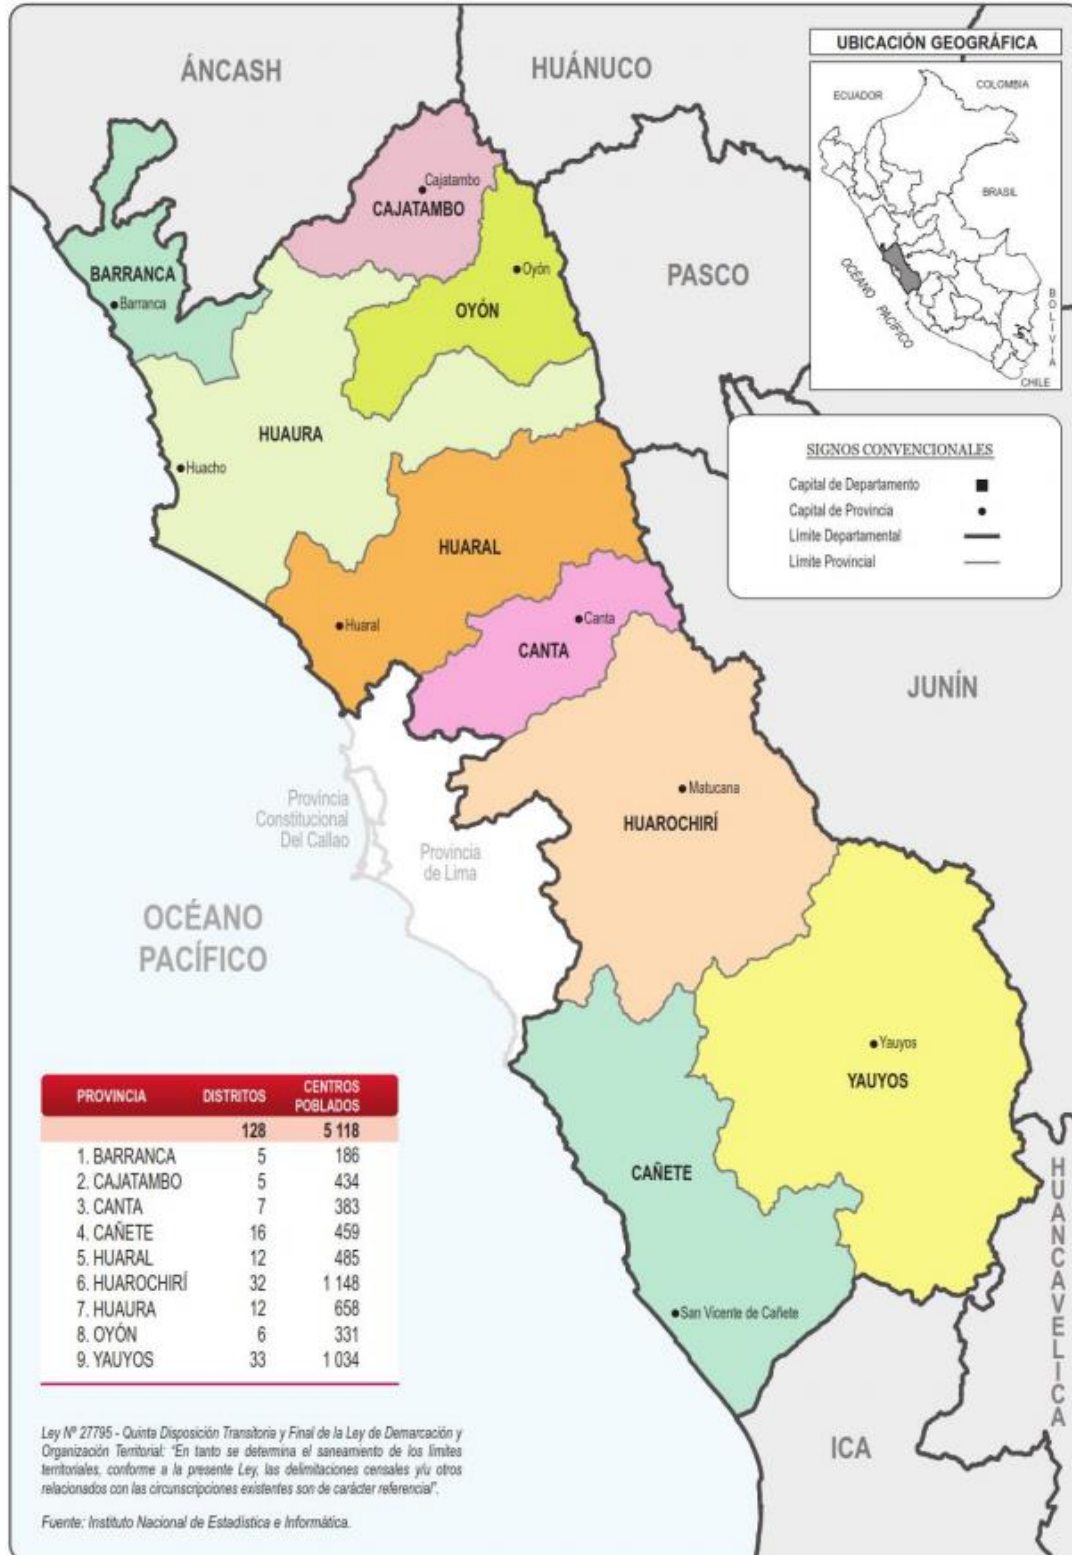 UBICACIÓN GEOGRÁFICA
ECUADOR
COLOMBIA
BRASIL
OCÉANO PACÍFICO
BOLIVIA
CHILE
ÁNCASH
HUÁNUCO
PASCO
JUNÍN
HUANCAVELICA
ICA
Cajatambo
CAJATAMBO
BARRANCA
Barranca
Oyón
OYÓN
HUAURA
Huacho
HUARAL
Huaral
Canta
CANTA
Matucana
HUAROCHIRÍ
Provincia
Constitucional
Del Callao
Provincia
de Lima
OCÉANO
PACÍFICO
Yauyos
YAUYOS
CAÑETE
San Vicente de Cañete
SIGNOS CONVENCIONALES
Capital de Departamento
Capital de Provincia
Límite Departamental
Límite Provincial
PROVINCIA DISTRITOS CENTROS POBLADOS
128 5 118
1. BARRANCA 5 186
2. CAJATAMBO 5 434
3. CANTA 7 383
4. CAÑETE 16 459
5. HUARAL 12 485
6. HUAROCHIRÍ 32 1 148
7. HUAURA 12 658
8. OYÓN 6 331
9. YAUYOS 33 1 034
Ley Nº 27795 - Quinta Disposición Transitoria y Final de la Ley de Demarcación y
Organización Territorial: "En tanto se determina el saneamiento de los límites
territoriales, conforme a la presente Ley, las delimitaciones censales y/u otros
relacionados con las circunscripciones existentes son de carácter referencial".
Fuente: Instituto Nacional de Estadística e Informática.